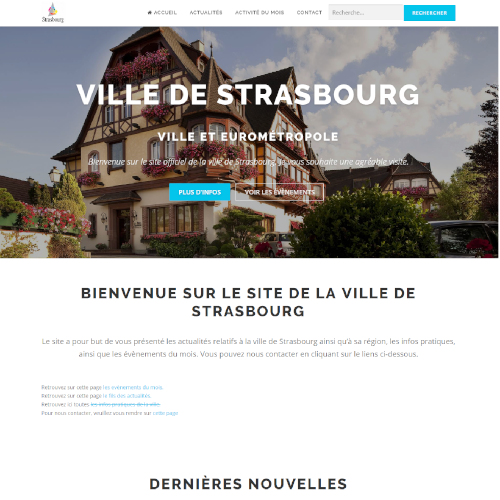 Strasbourg
ACCUEIL ACTUALITÉS ACTIVITÉ DU MOIS CONTACT Recherche... RECHERCHER
VILLE DE STRASBOURG
VILLE ET EUROMÉTROPOLE
Bienvenue sur le site officiel de la ville de Strasbourg, je vous souhaite une agréable visite.
PLUS D'INFOS VOIR LES ÉVÈNEMENTS
BIENVENUE SUR LE SITE DE LA VILLE DE
STRASBOURG
Le site a pour but de vous présenté les actualités relatifs à la ville de Strasbourg ainsi qu'à sa région, les infos pratiques,
ainsi que les évènements du mois. Vous pouvez nous contacter en cliquant sur le liens ci-dessous.
Retrouvez sur cette page les évènements du mois.
Retrouvez sur cette page le fils des actualités.
Retrouvez ici toutes les infos pratiques de la ville.
Pour nous contacter, veuillez vous rendre sur cette page
DERNIÈRES NOUVELLES